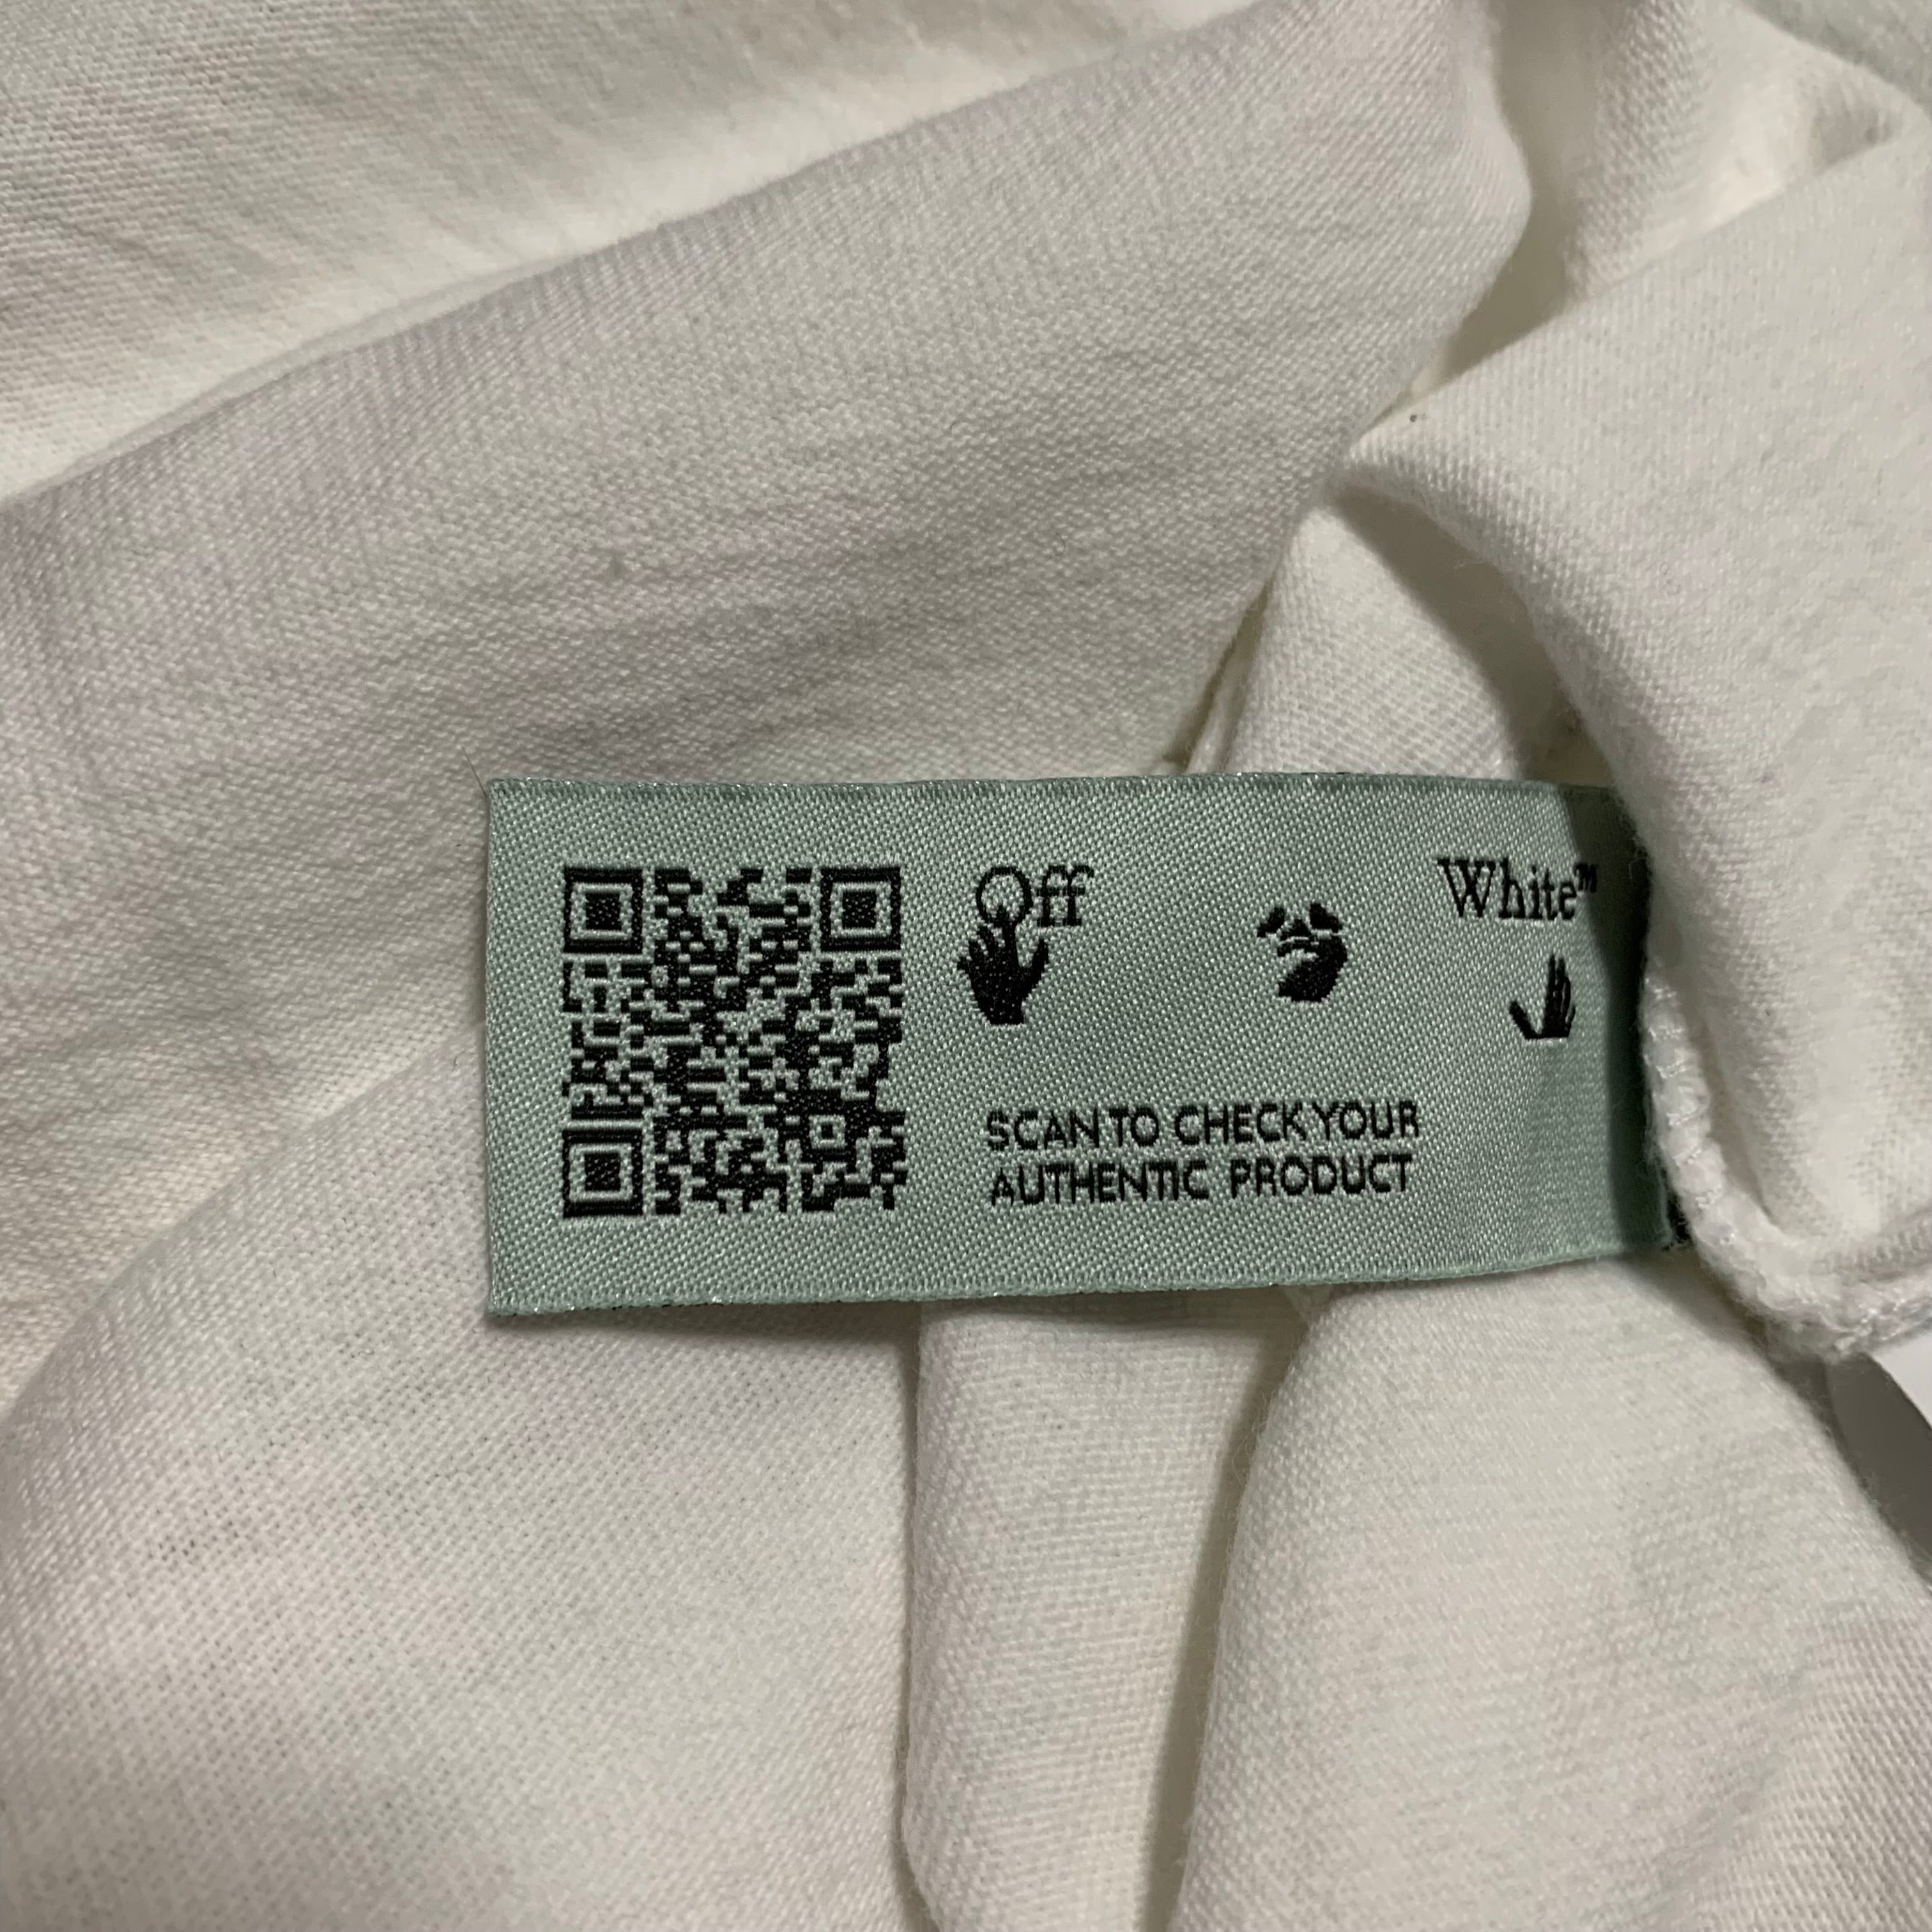 Off White™
SCAN TO CHECK YOUR
AUTHENTIC PRODUCT